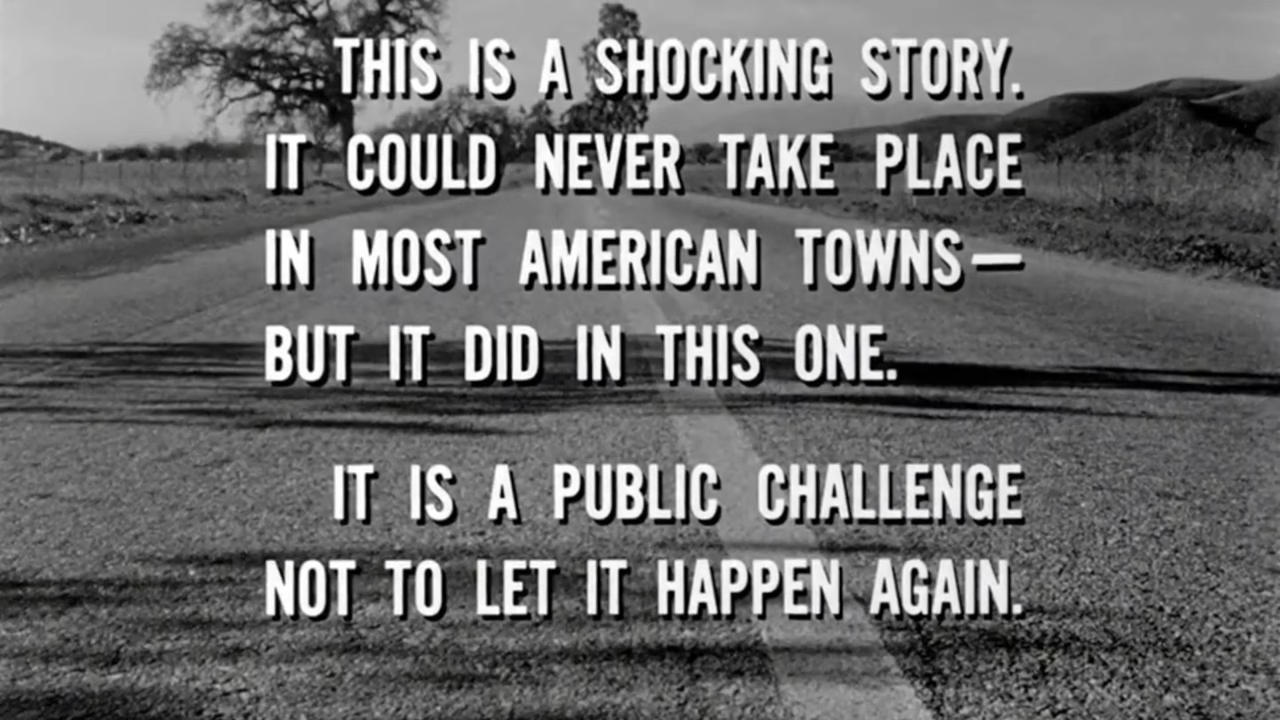 THIS IS A SHOCKING STORY.
IT COULD NEVER TAKE PLACE
IN MOST AMERICAN TOWNS—
BUT IT DID IN THIS ONE.
IT IS A PUBLIC CHALLENGE
NOT TO LET IT HAPPEN AGAIN.